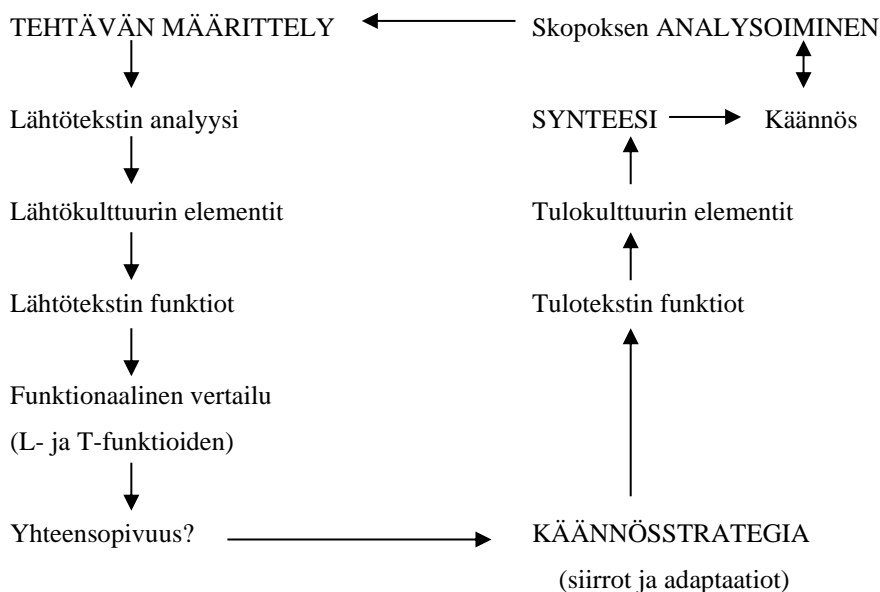 TEHTÄVÄN MÄÄRITTELY
Skopoksen ANALYSOIMINEN
Lähtötekstin analyysi
SYNTEESI
Käännös
Lähtökulttuurin elementit
Tulokulttuurin elementit
Lähtötekstin funktiot
Tulotekstin funktiot
Funktionaalinen vertailu
(L- ja T-funktioiden)
Yhteensopivuus?
KÄÄNNÖSSTRATEGIA
(siirrot ja adaptaatiot)